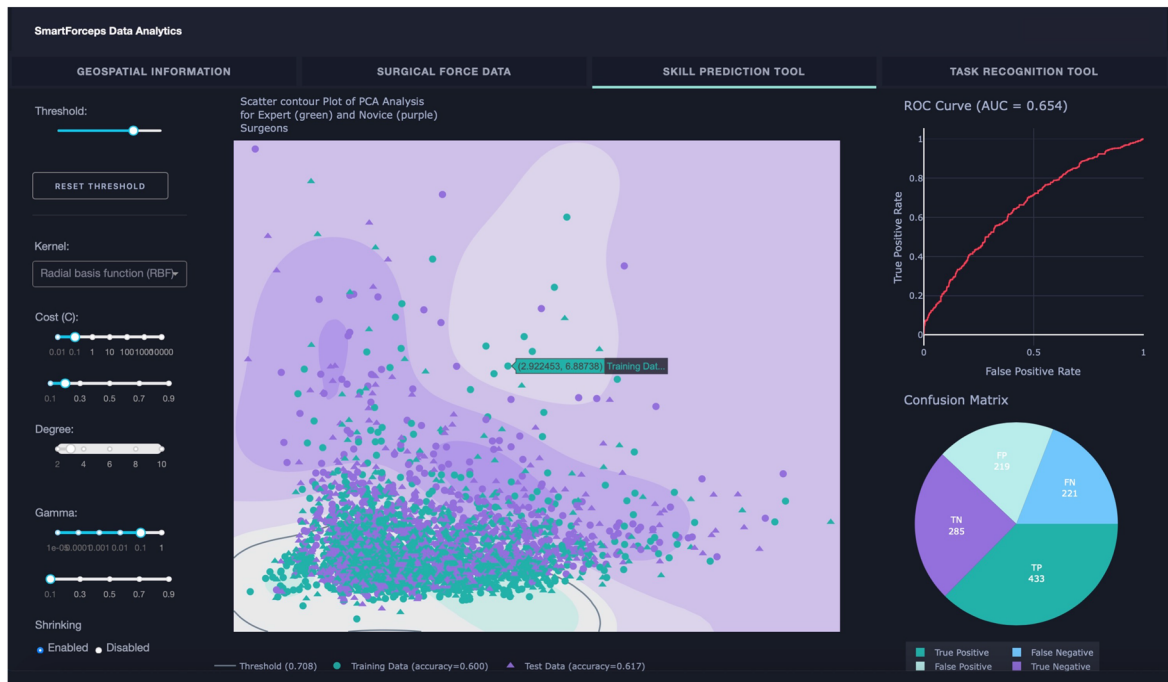 SmartForceps Data Analytics
GEOSPATIAL INFORMATION
SURGICAL FORCE DATA
SKILL PREDICTION TOOL
TASK RECOGNITION TOOL
Threshold:
RESET THRESHOLD
Kernel:
Radial basis function (RBF)
Cost (C):
0.01 0.1 1 10 100 1000 10000
0.1 0.3 0.5 0.7 0.9
Degree:
2 4 6 8 10
Gamma:
1e-05 0.0001 0.001 0.01 0.1 1
0.1 0.3 0.5 0.7 0.9
Shrinking
Enabled Disabled
Scatter contour Plot of PCA Analysis
for Expert (green) and Novice (purple)
Surgeons
(2.922453, 6.88738) Training Dat...
Threshold (0.708) Training Data (accuracy=0.600) Test Data (accuracy=0.617)
ROC Curve (AUC = 0.654)
True Positive Rate
1
0.8
0.6
0.4
0.2
0
0 0.5 1
False Positive Rate
Confusion Matrix
FP
219
FN
221
TN
285
TP
433
True Positive False Negative
False Positive True Negative